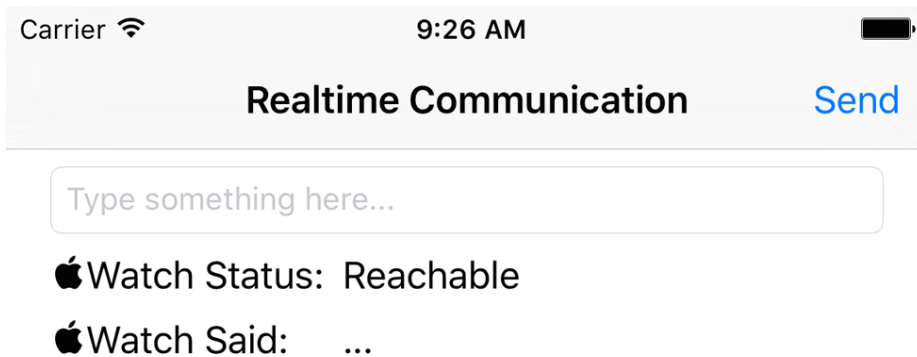 Carrier 9:26 AM
Realtime Communication Send
Type something here...
Watch Status: Reachable
Watch Said: ...